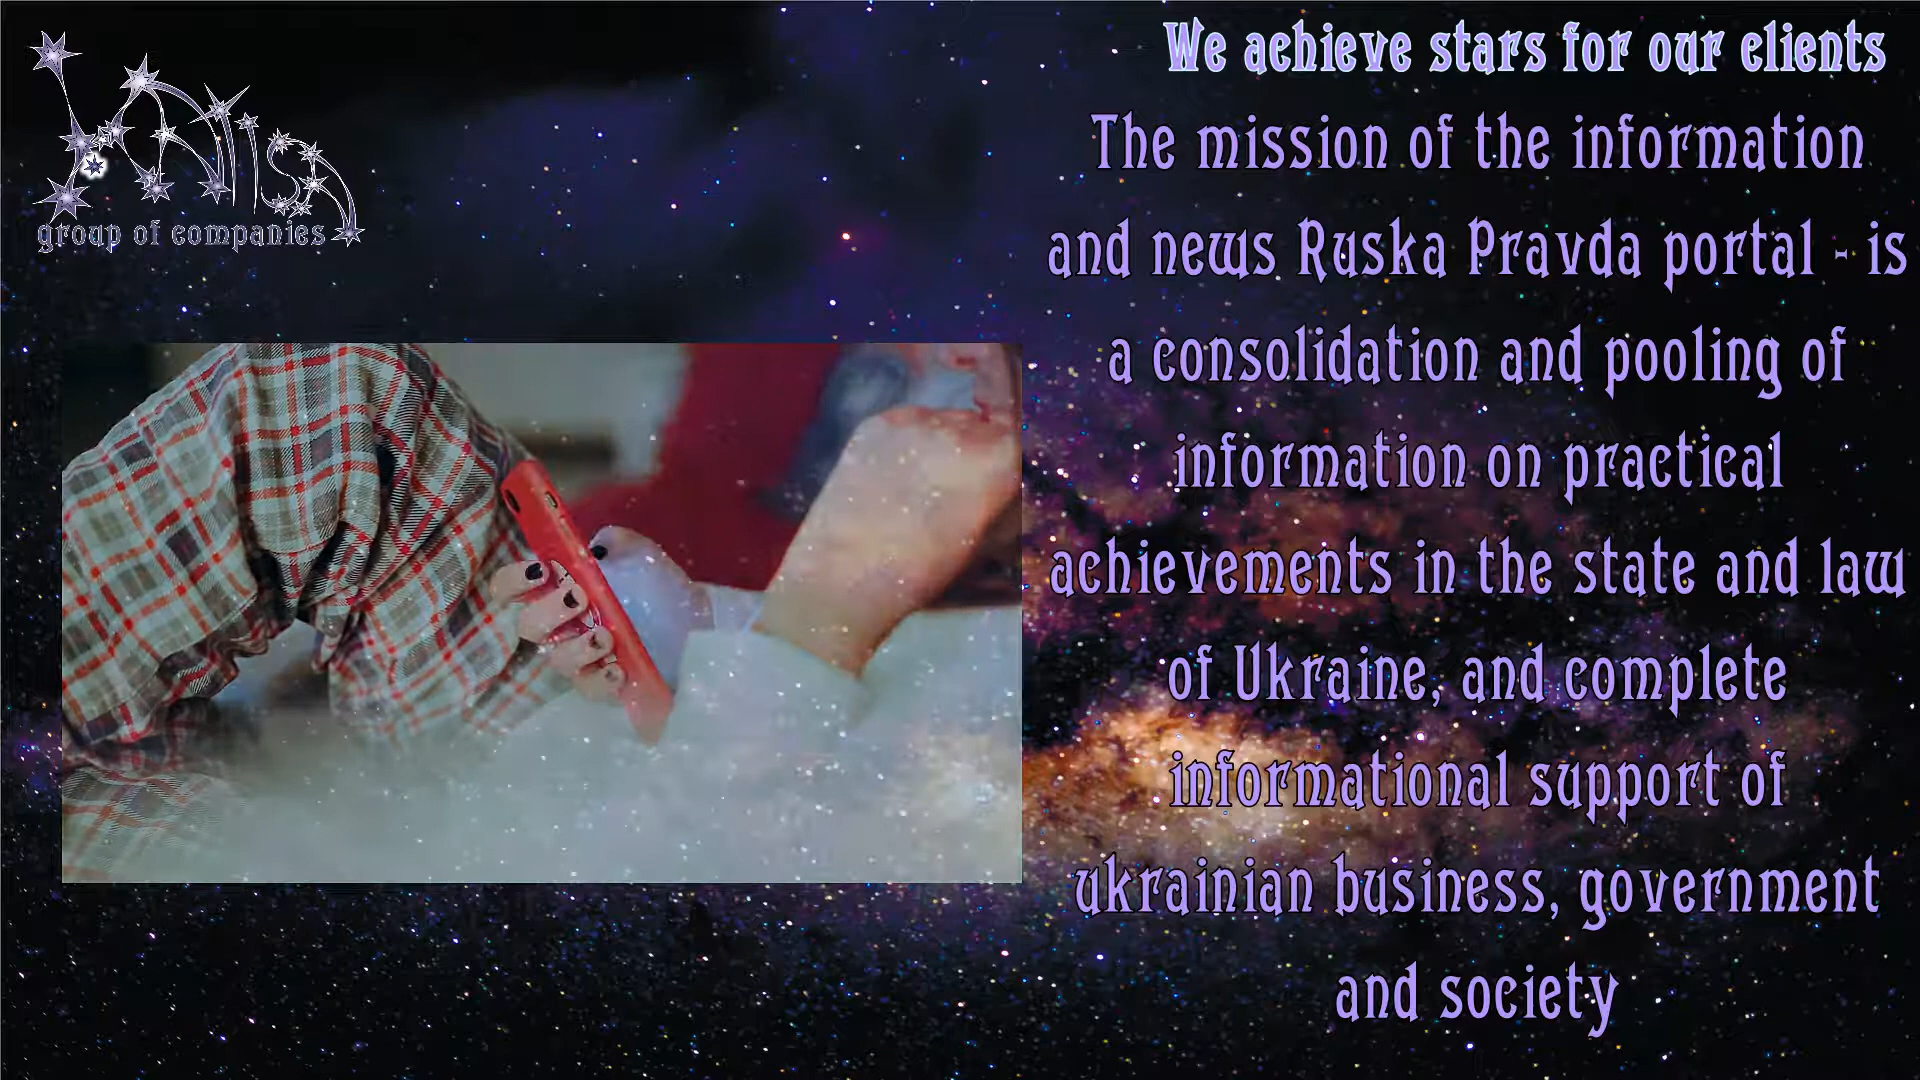 group of companies
We achieve stars for our clients
The mission of the information
and news Ruska Pravda portal - is
a consolidation and pooling of
information on practical
achievements in the state and law
of Ukraine, and complete
informational support of
ukrainian business, government
and society